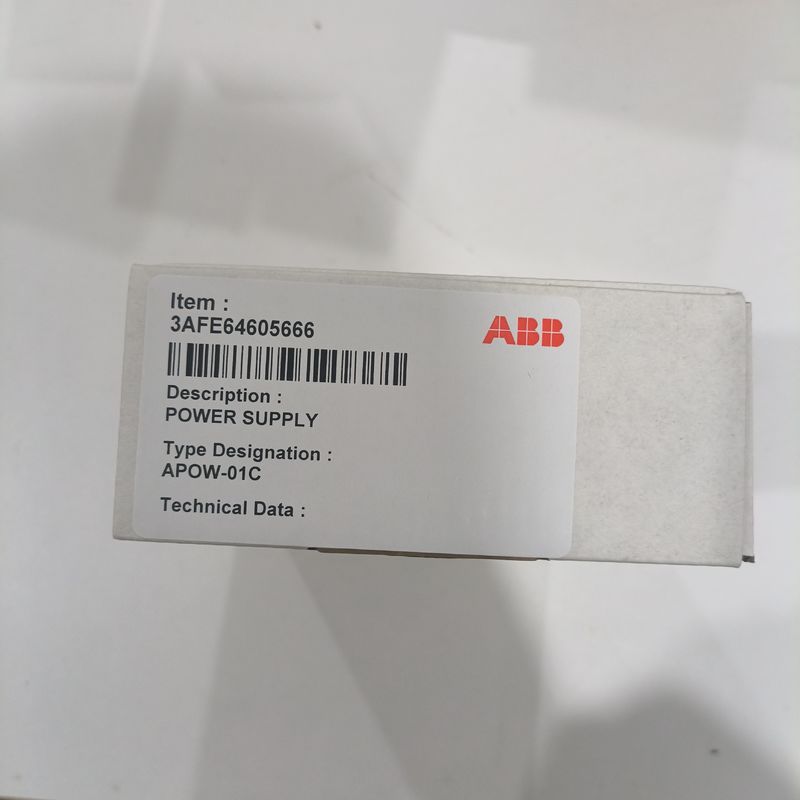 Item :
3AFE64605666
ABB
Description :
POWER SUPPLY
Type Designation :
APOW-01C
Technical Data :